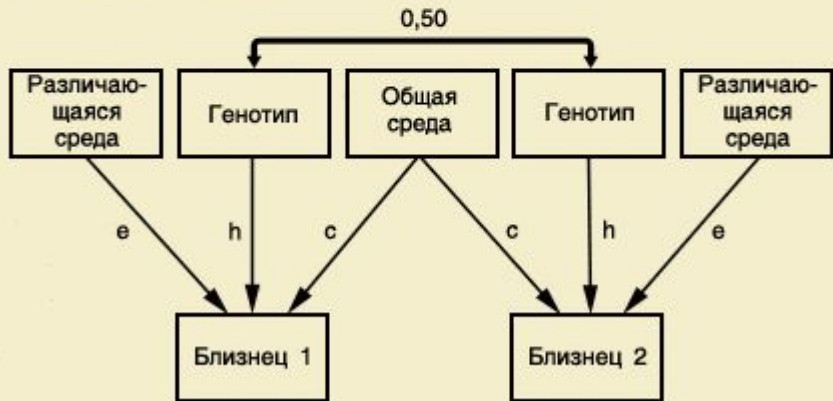 0,50
Различаю-
щаяся
среда
Генотип
Общая
среда
Генотип
Различаю-
щаяся
среда
e
h
c
c
h
e
Близнец 1
Близнец 2